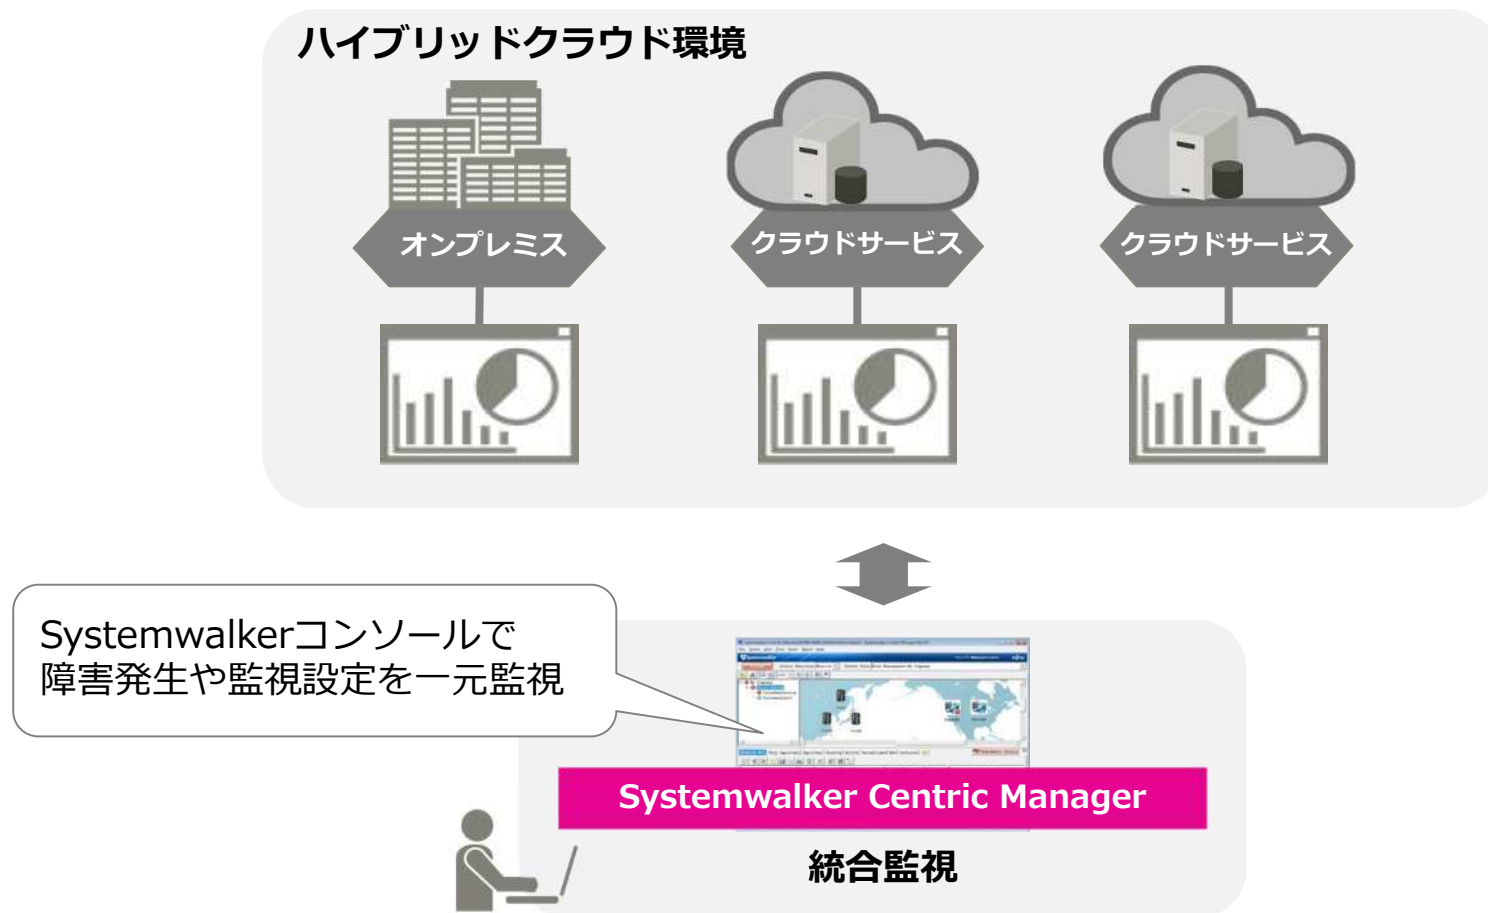 ハイブリッドクラウド環境
オンプレミス
クラウドサービス
クラウドサービス
Systemwalkerコンソールで
障害発生や監視設定を一元監視
Systemwalker Centric Manager
統合監視